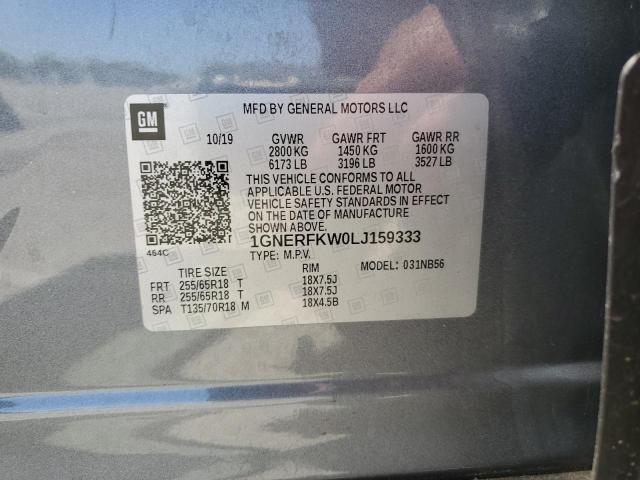 GM
MFD BY GENERAL MOTORS LLC
10/19 GVWR GAWR FRT GAWR RR
2800 KG 1450 KG 1600 KG
6173 LB 3196 LB 3527 LB
THIS VEHICLE CONFORMS TO ALL
APPLICABLE U.S. FEDERAL MOTOR
VEHICLE SAFETY STANDARDS IN EFFECT
ON THE DATE OF MANUFACTURE
SHOWN ABOVE.
1GNERFKW0LJ159333
464C
TYPE: M.P.V. MODEL: 031NB56
TIRE SIZE RIM
FRT 255/65R18 T 18X7.5J
RR 255/65R18 T 18X7.5J
SPA T135/70R18 M 18X4.5B